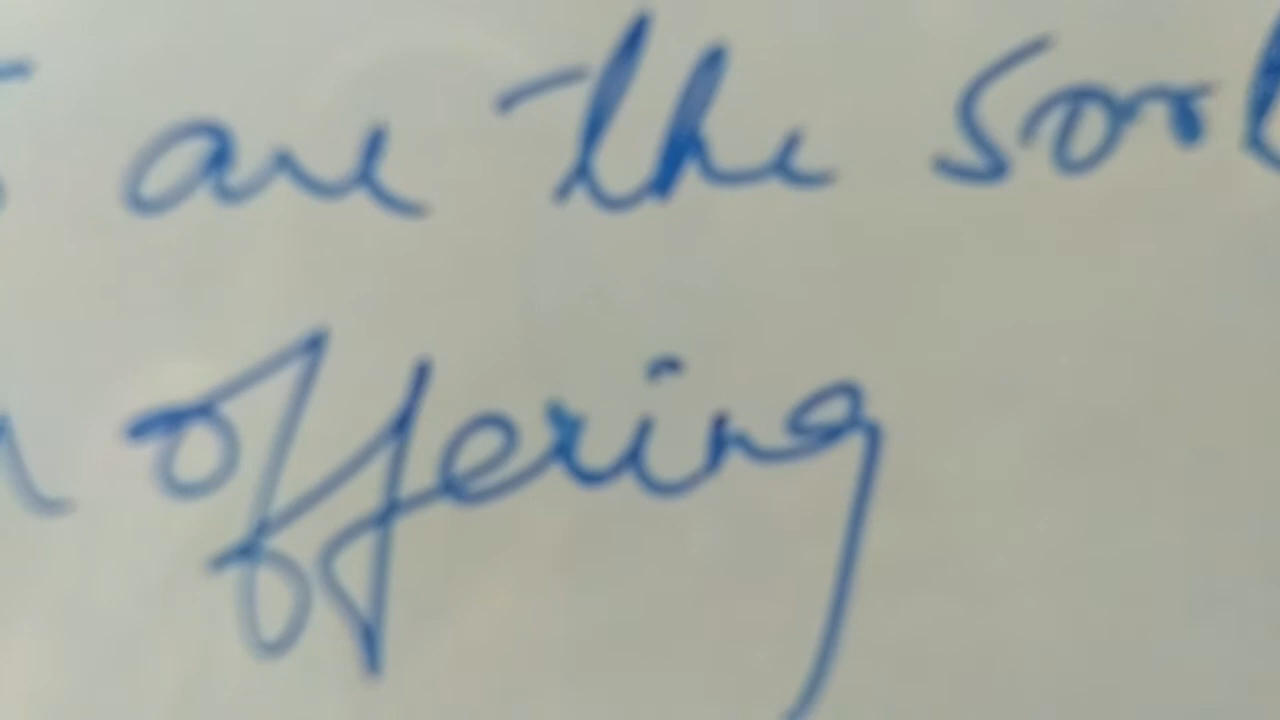 are the
offering